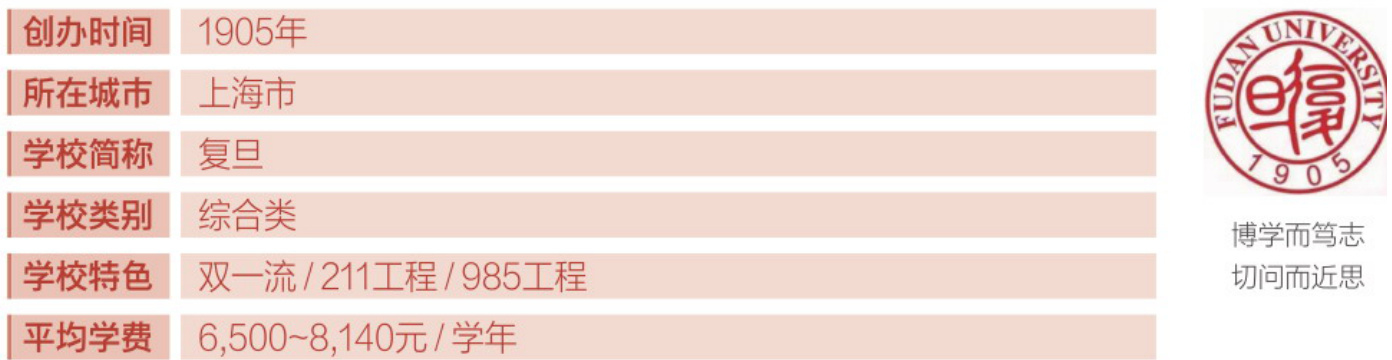 创办时间 1905年
所在城市 上海市
学校简称 复旦
学校类别 综合类
学校特色 双一流 / 211工程 / 985工程
平均学费 6,500~8,140元 / 学年
FUDAN UNIVERSITY
復旦
1905
博学而笃志
切问而近思